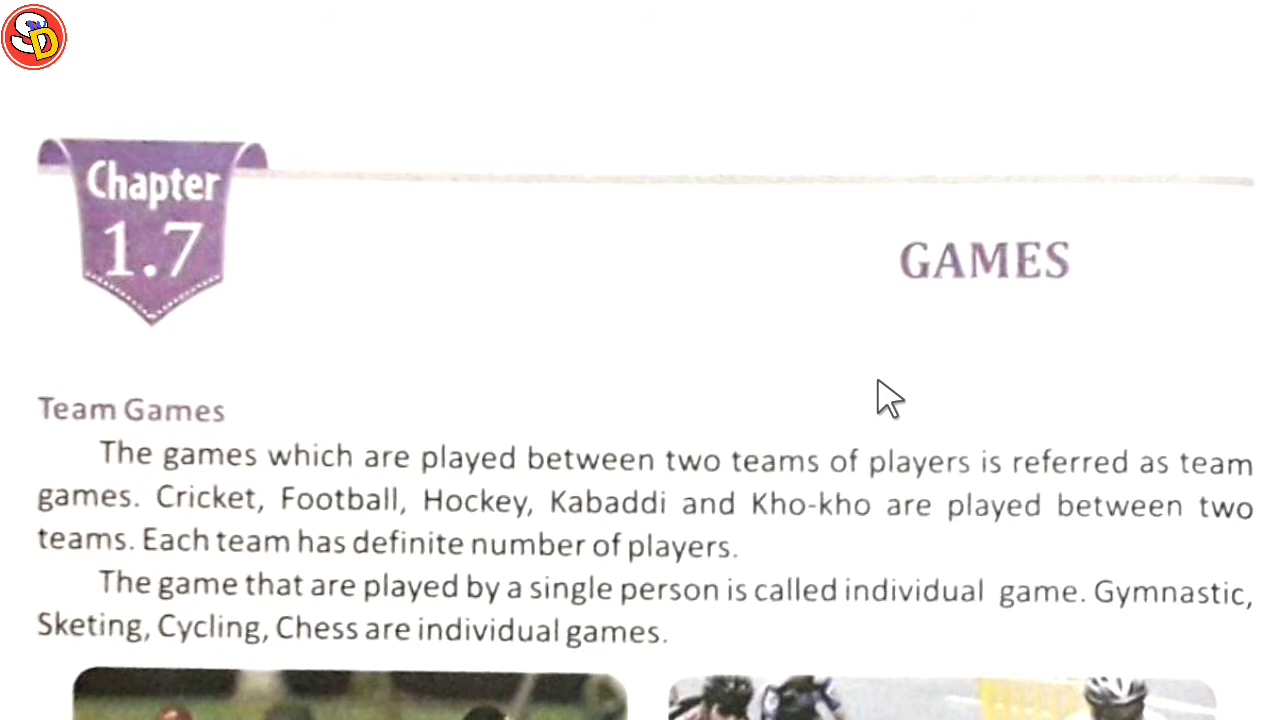 SD
Chapter
1.7
GAMES
Team Games
The games which are played between two teams of players is referred as team
games. Cricket, Football, Hockey, Kabaddi and Kho-kho are played between two
teams. Each team has definite number of players.
The game that are played by a single person is called individual game. Gymnastic,
Sketing, Cycling, Chess are individual games.